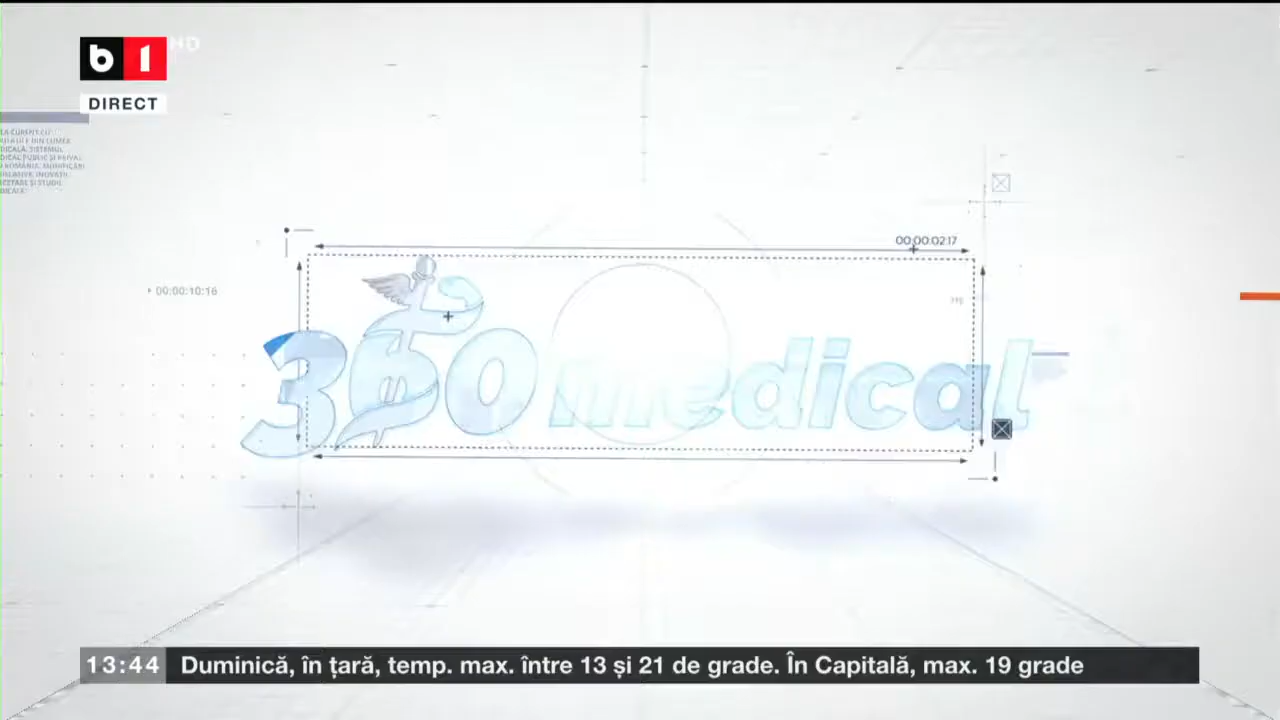 b1 HD
DIRECT
00:00:02:17
00:00:10:16
360 medical
13:44 Duminică, în țară, temp. max. între 13 și 21 de grade. În Capitală, max. 19 grade